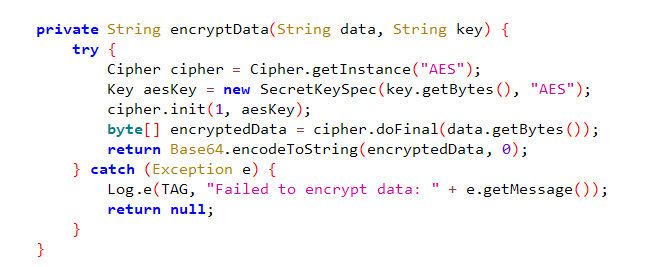 private String encryptData(String data, String key) {
    try {
        Cipher cipher = Cipher.getInstance("AES");
        Key aesKey = new SecretKeySpec(key.getBytes(), "AES");
        cipher.init(1, aesKey);
        byte[] encryptedData = cipher.doFinal(data.getBytes());
        return Base64.encodeToString(encryptedData, 0);
    } catch (Exception e) {
        Log.e(TAG, "Failed to encrypt data: " + e.getMessage());
        return null;
    }
}